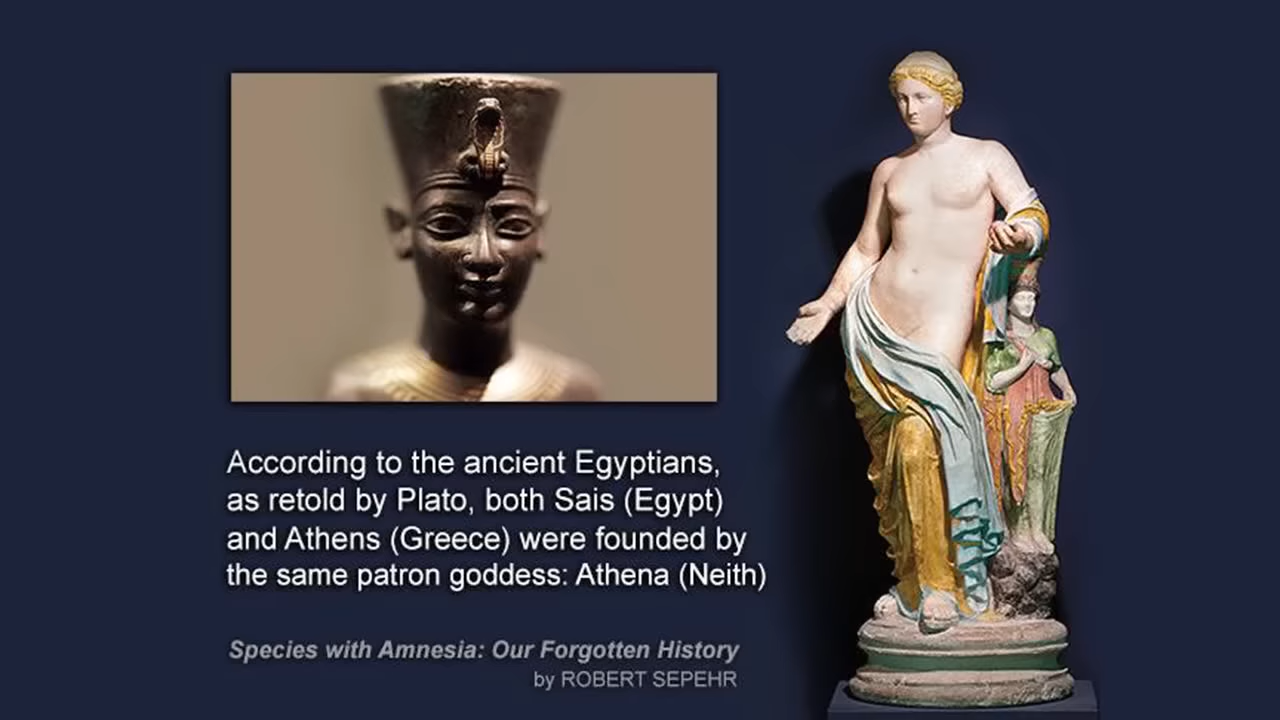 According to the ancient Egyptians,
as retold by Plato, both Sais (Egypt)
and Athens (Greece) were founded by
the same patron goddess: Athena (Neith)
Species with Amnesia: Our Forgotten History
by ROBERT SEPEHR